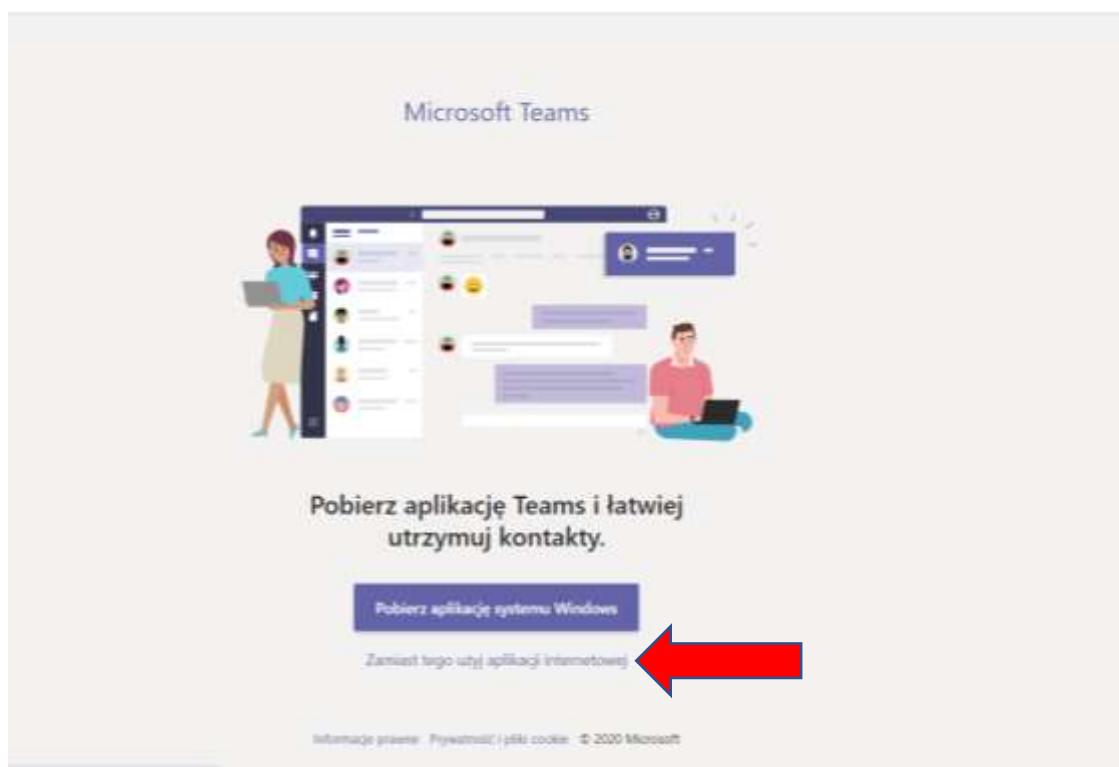 Microsoft Teams
Pobierz aplikację Teams i łatwiej
utrzymuj kontakty.
Pobierz aplikację systemu Windows
Zamiast tego użyj aplikacji internetowej
Informacje prawne Prywatność i pliki cookie © 2020 Microsoft